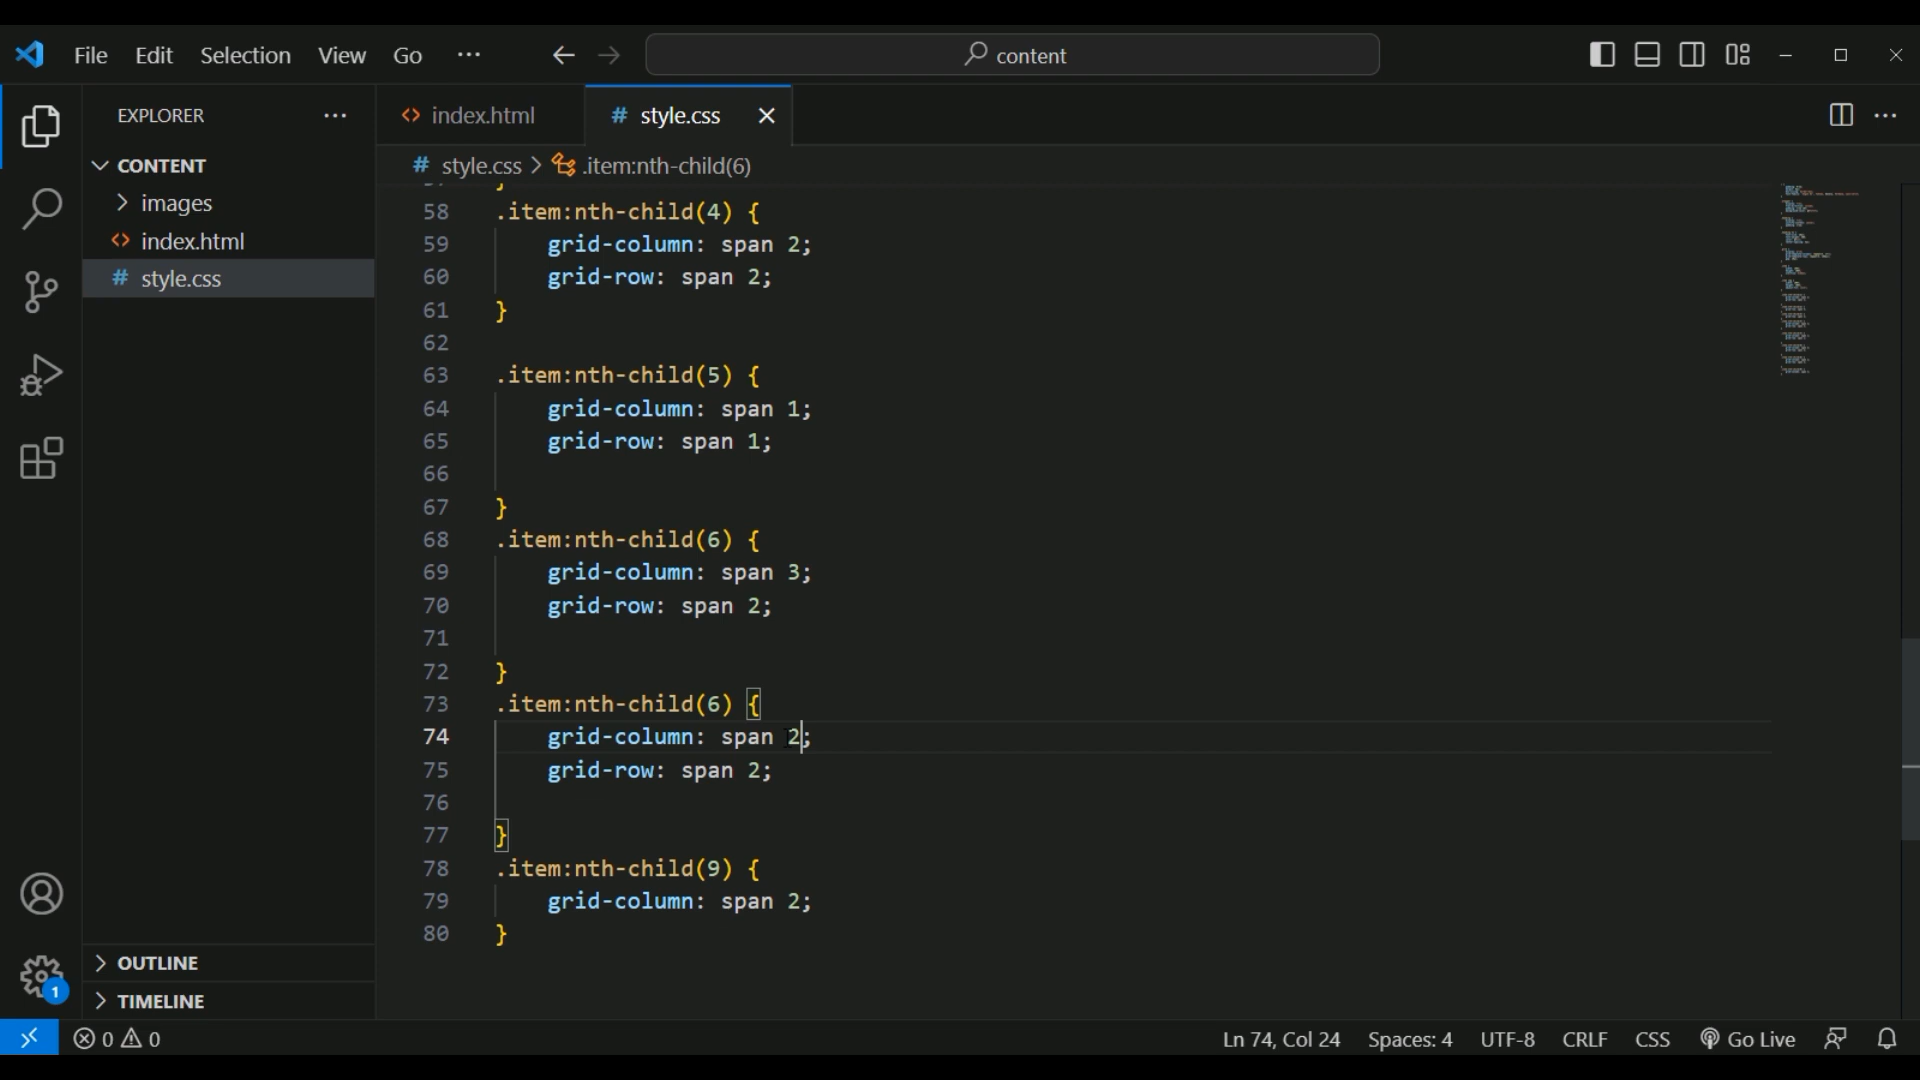 File Edit Selection View Go ··· content
EXPLORER ···
index.html
# style.css
CONTENT
# style.css > .item:nth-child(6)
images
index.html
# style.css
58 .item:nth-child(4) {
59 grid-column: span 2;
60 grid-row: span 2;
61 }
62
63 .item:nth-child(5) {
64 grid-column: span 1;
65 grid-row: span 1;
66
67 }
68 .item:nth-child(6) {
69 grid-column: span 3;
70 grid-row: span 2;
71
72 }
73 .item:nth-child(6) {
74 grid-column: span 2;
75 grid-row: span 2;
76
77 }
78 .item:nth-child(9) {
79 grid-column: span 2;
80 }
OUTLINE
TIMELINE
1
0 0
Ln 74, Col 24 Spaces: 4 UTF-8 CRLF CSS Go Live